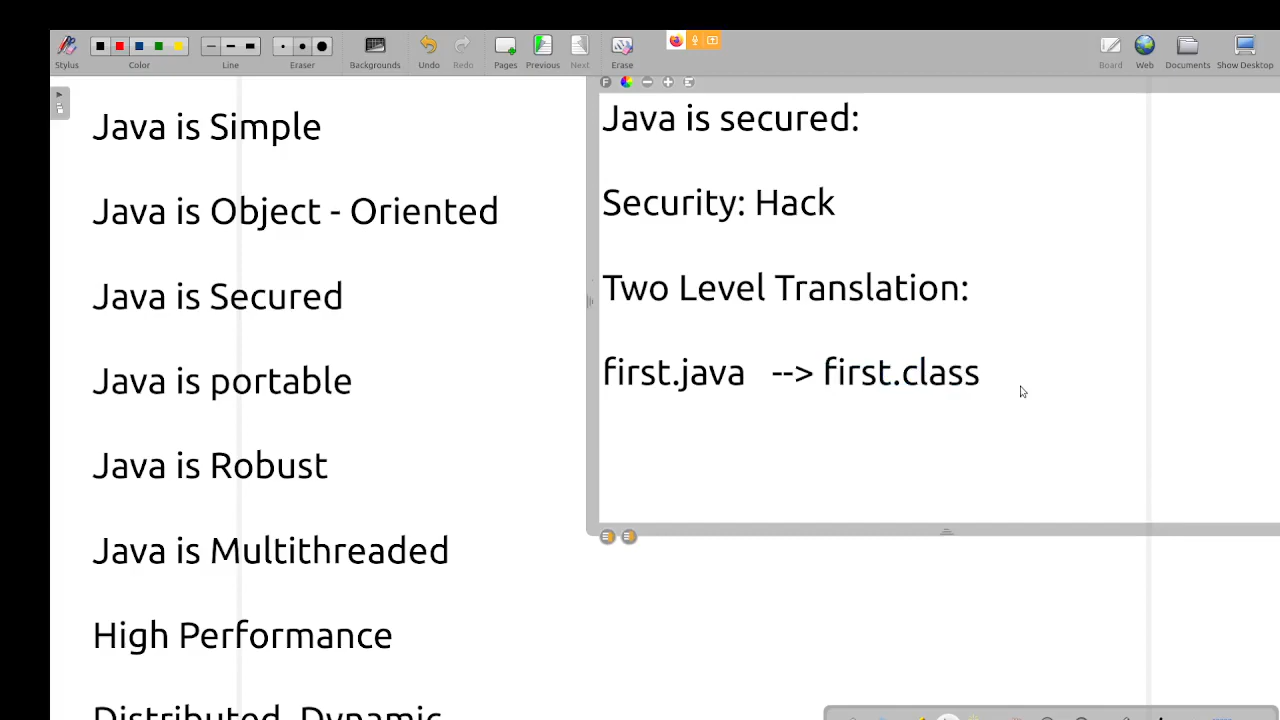 Stylus
Color
Line
Eraser
Backgrounds
Undo
Redo
Pages
Previous
Next
Erase
Board
Web
Documents
Show Desktop
Java is Simple
Java is Object - Oriented
Java is Secured
Java is portable
Java is Robust
Java is Multithreaded
High Performance
Distributed, Dynamic
F
Java is secured:
Security: Hack
Two Level Translation:
first.java --> first.class